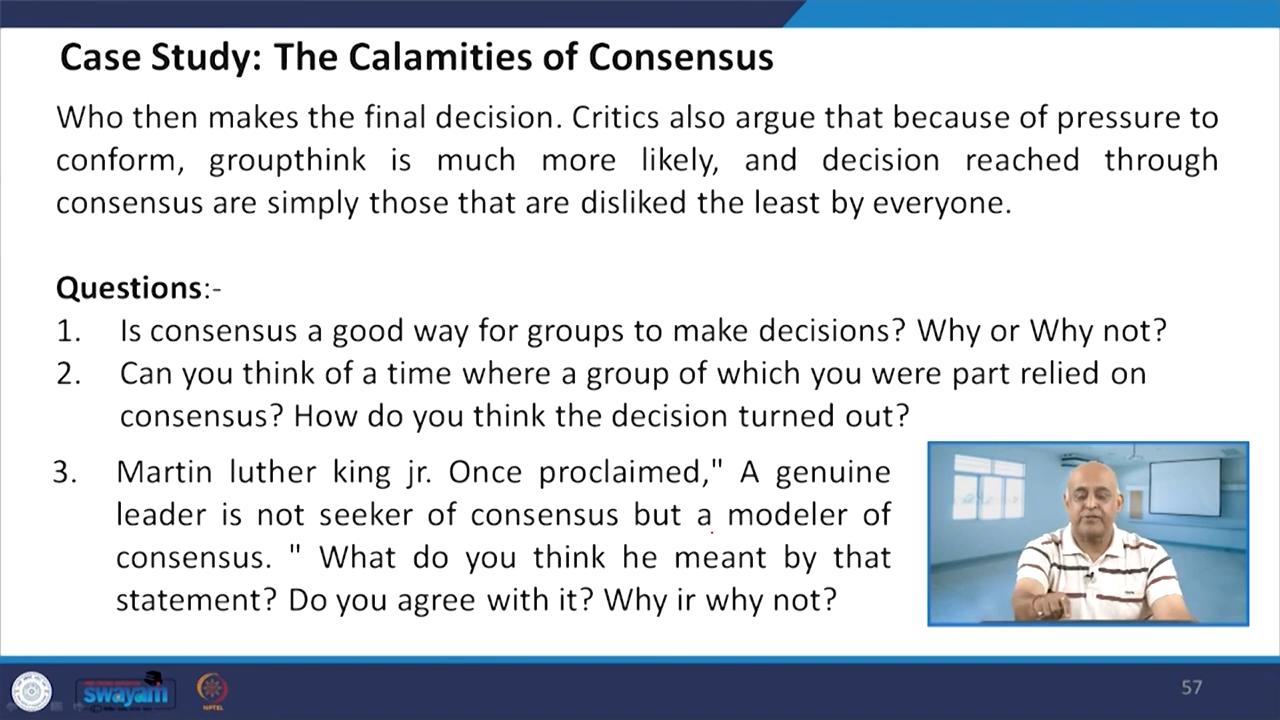 Case Study: The Calamities of Consensus
Who then makes the final decision. Critics also argue that because of pressure to
conform, groupthink is much more likely, and decision reached through
consensus are simply those that are disliked the least by everyone.
Questions:-
1. Is consensus a good way for groups to make decisions? Why or Why not?
2. Can you think of a time where a group of which you were part relied on
consensus? How do you think the decision turned out?
3. Martin luther king jr. Once proclaimed," A genuine
leader is not seeker of consensus but a modeler of
consensus. " What do you think he meant by that
statement? Do you agree with it? Why ir why not?
swayam
NPTEL
57